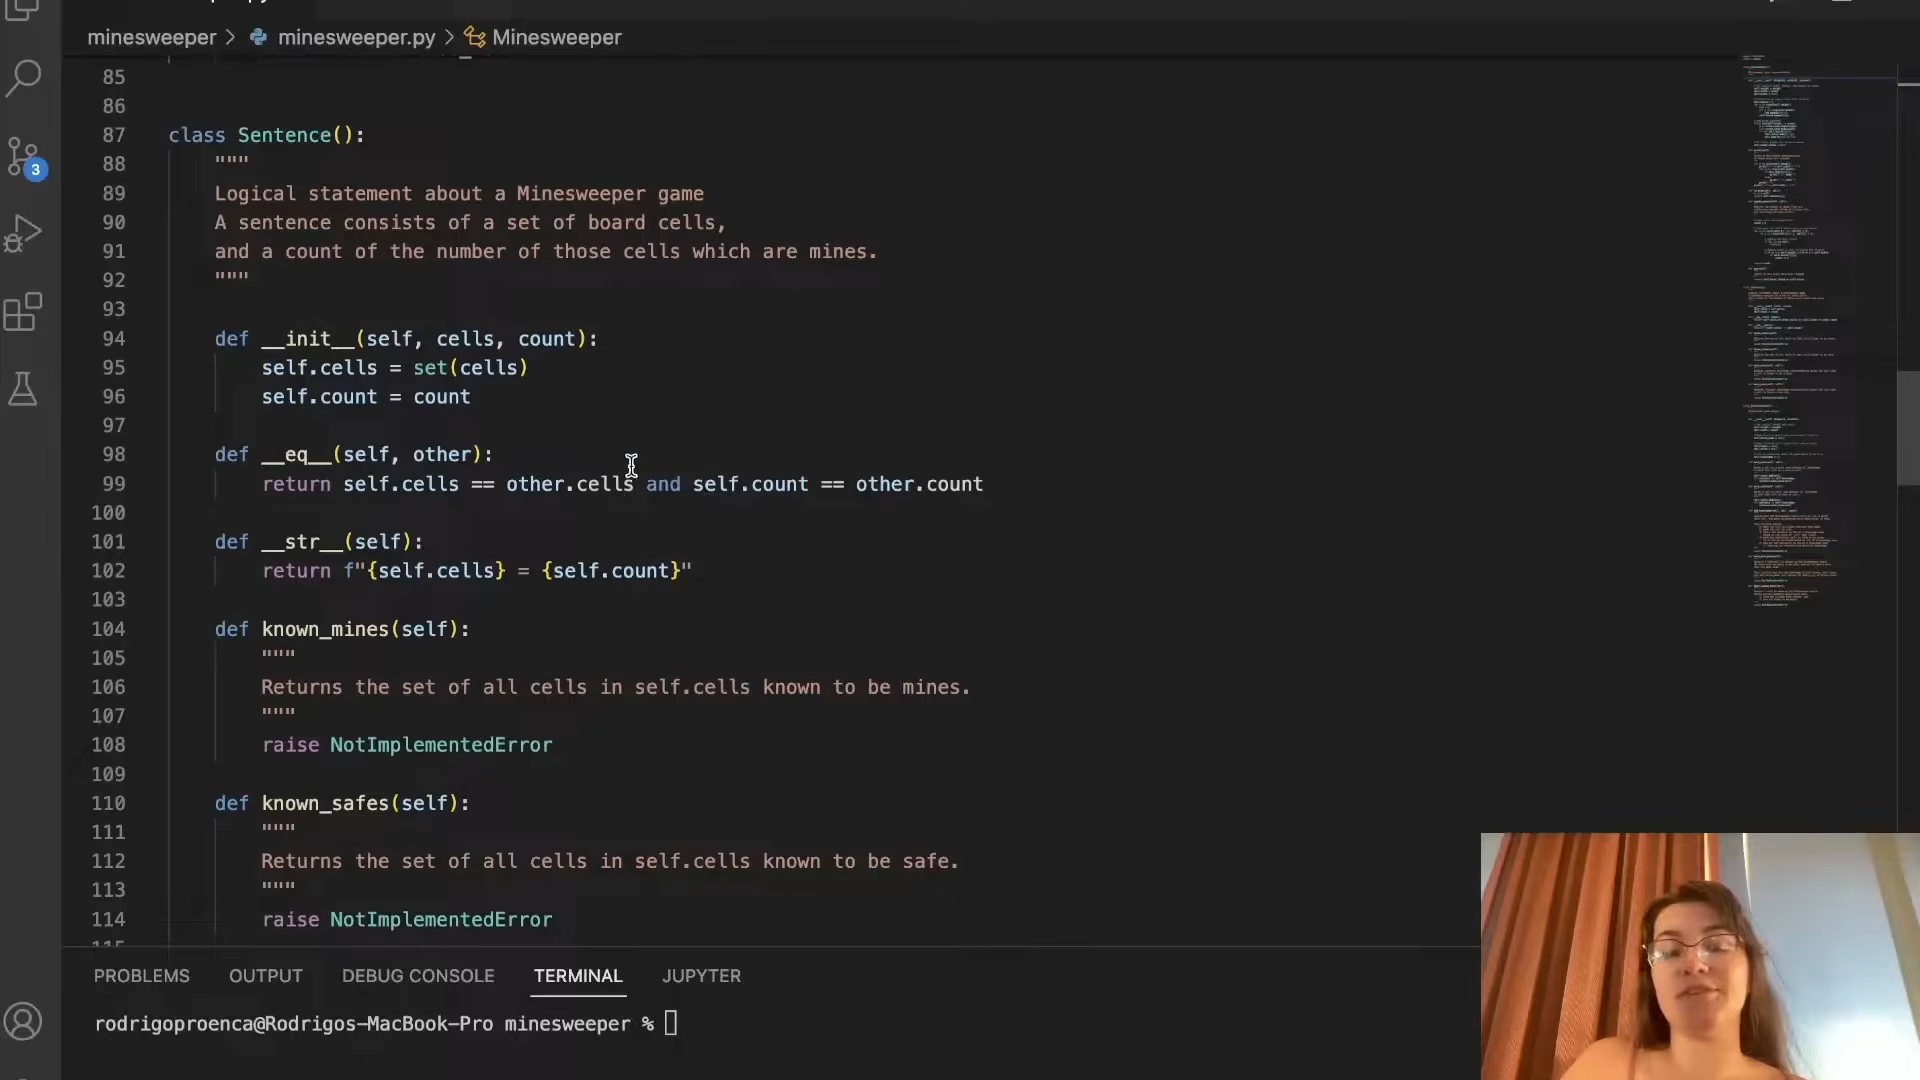 minesweeper > minesweeper.py > Minesweeper
85
86
87 class Sentence():
88 """
89 Logical statement about a Minesweeper game
90 A sentence consists of a set of board cells,
91 and a count of the number of those cells which are mines.
92 """
93
94 def __init__(self, cells, count):
95 self.cells = set(cells)
96 self.count = count
97
98 def __eq__(self, other):
99 return self.cells == other.cells and self.count == other.count
100
101 def __str__(self):
102 return f"{self.cells} = {self.count}"
103
104 def known_mines(self):
105 """
106 Returns the set of all cells in self.cells known to be mines.
107 """
108 raise NotImplementedError
109
110 def known_safes(self):
111 """
112 Returns the set of all cells in self.cells known to be safe.
113 """
114 raise NotImplementedError
3
PROBLEMS OUTPUT DEBUG CONSOLE TERMINAL JUPYTER
rodrigoproenca@Rodrigos-MacBook-Pro minesweeper %